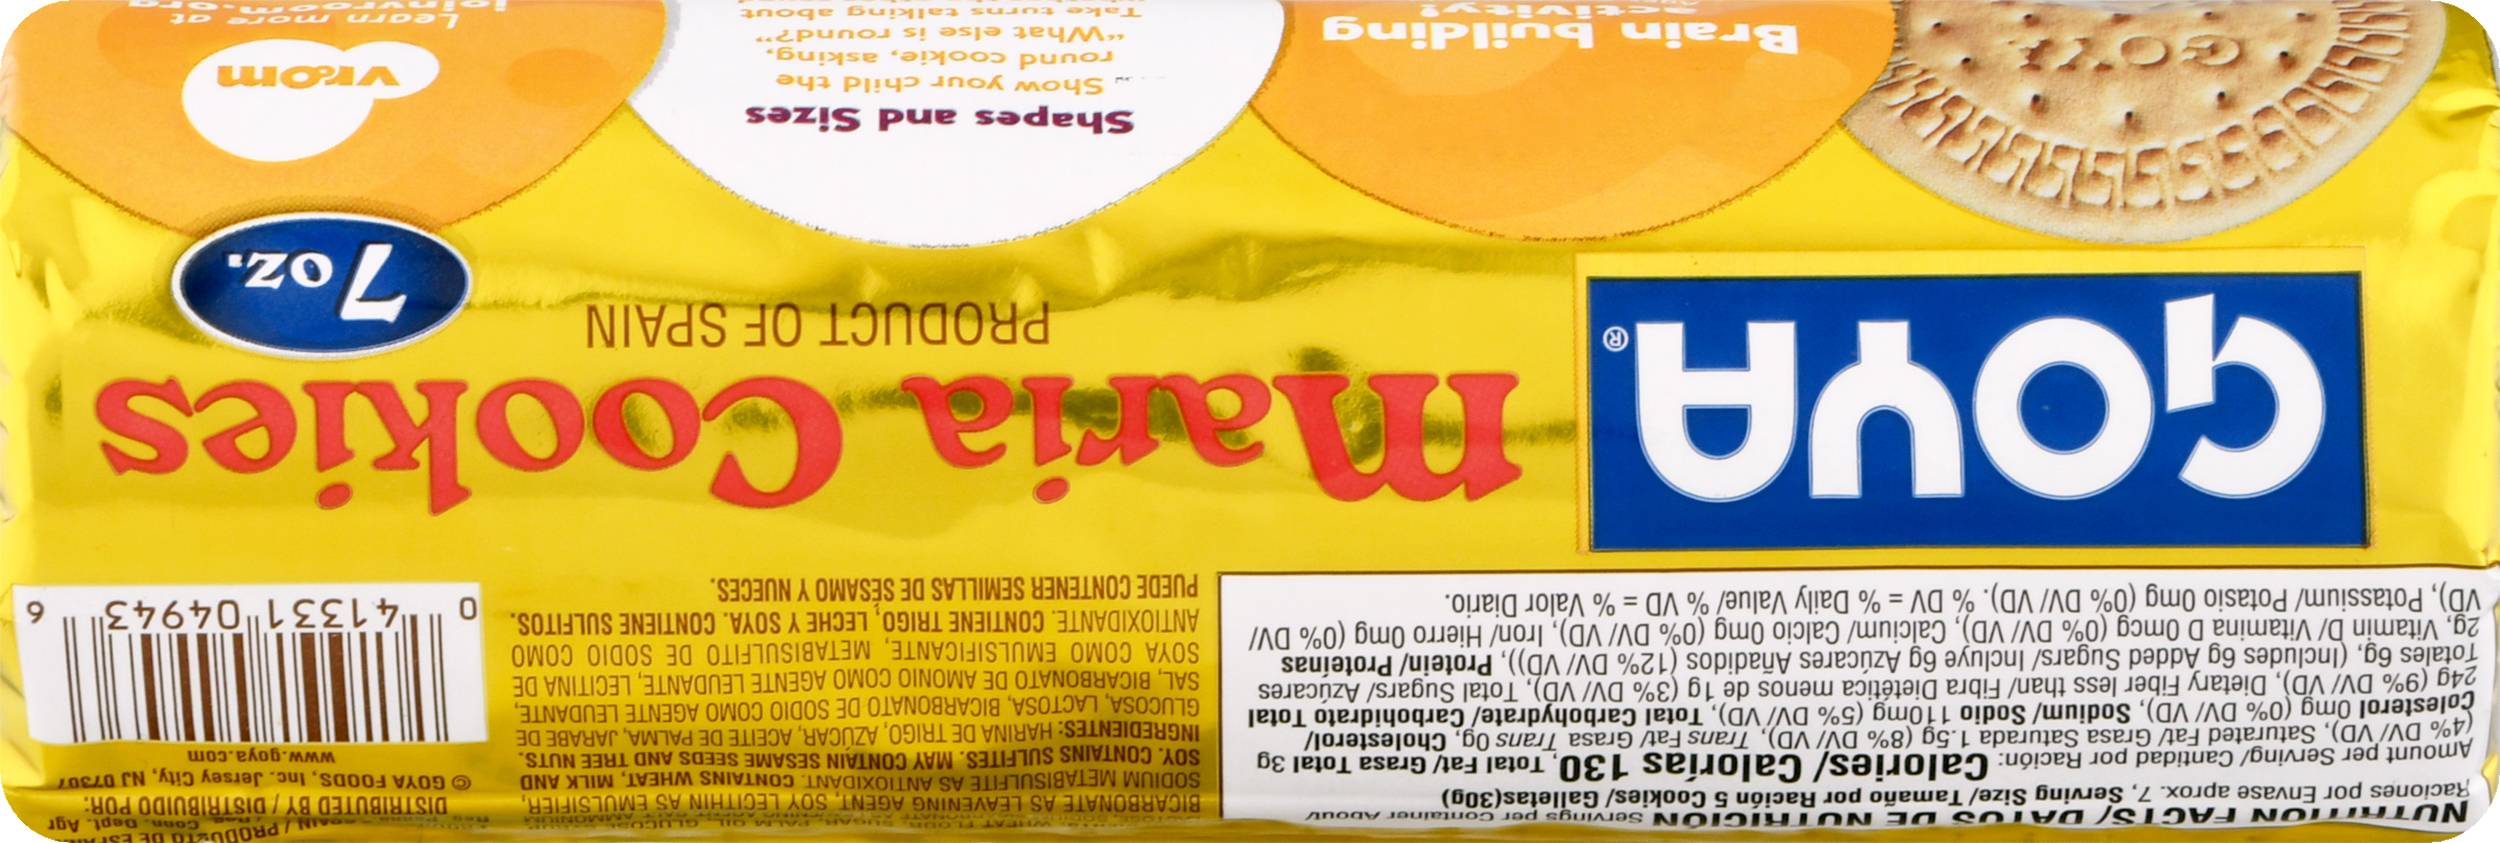 NUTRITION FACTS/ DATOS DE NUTRICIÓN Servings per Container About/
Raciones por Envase aprox. 7, Serving Size/ Tamaño por Ración 5 Cookies /Galletas(30g)
Amount per Serving/ Cantidad por Ración: Calories/ Calorías 130, Total Fat/ Grasa Total 3g
(4% DV/ VD), Saturated Fat/ Grasa Saturada 1.5g (8% DV/ VD), Trans Fat/ Grasa Trans 0g, Cholesterol/
Colesterol 0mg (0% DV/ VD), Sodium/ Sodio 110mg (5% DV/ VD), Total Carbohydrate/ Carbohidrato Total
24g (9% DV/ VD), Dietary Fiber less than/ Fibra Dietética menos de 1g (3% DV/ VD), Total Sugars/ Azúcares
Totales 6g, (Includes 6g Added Sugars/ Incluye 6g Azúcares Añadidos (12% DV/ VD)), Protein/ Proteínas
2g, Vitamin D/ Vitamina D 0mcg (0% DV/ VD), Calcium/ Calcio 0mg (0% DV/ VD), Iron/ Hierro 0mg (0% DV/
VD), Potassium/ Potasio 0mg (0% DV/ VD). % DV = % Daily Value/ % VD = % Valor Diario.
BICARBONATE AS LEAVENING AGENT, SOY LECITHIN AS EMULSIFIER,
SODIUM METABISULFITE AS ANTIOXIDANT. CONTAINS WHEAT, MILK AND
SOY. CONTAINS SULFITES. MAY CONTAIN SESAME SEEDS AND TREE NUTS.
INGREDIENTES: HARINA DE TRIGO, AZÚCAR, ACEITE DE PALMA, JARABE DE
GLUCOSA, LACTOSA, BICARBONATO DE SODIO COMO AGENTE LEUDANTE,
SAL, BICARBONATO DE AMONIO COMO AGENTE LEUDANTE, LECITINA DE
SOYA COMO EMULSIFICANTE, METABISULFITO DE SODIO COMO
ANTIOXIDANTE. CONTIENE TRIGO, LECHE Y SOYA. CONTIENE SULFITOS.
PUEDE CONTENER SEMILLAS DE SÉSAMO Y NUECES.
DISTRIBUTED BY / DISTRIBUIDO POR:
© GOYA FOODS, Inc. Jersey City, NJ 07307
www.goya.com
0 41331 04943 6
GOYA®
Maria Cookies
PRODUCT OF SPAIN
7 oz.
GOYA
Brain building
activity!
Shapes and Sizes
Show your child the
round cookie, asking,
"What else is round?"
Take turns talking about
vroom
Learn more at
joinvroom.org